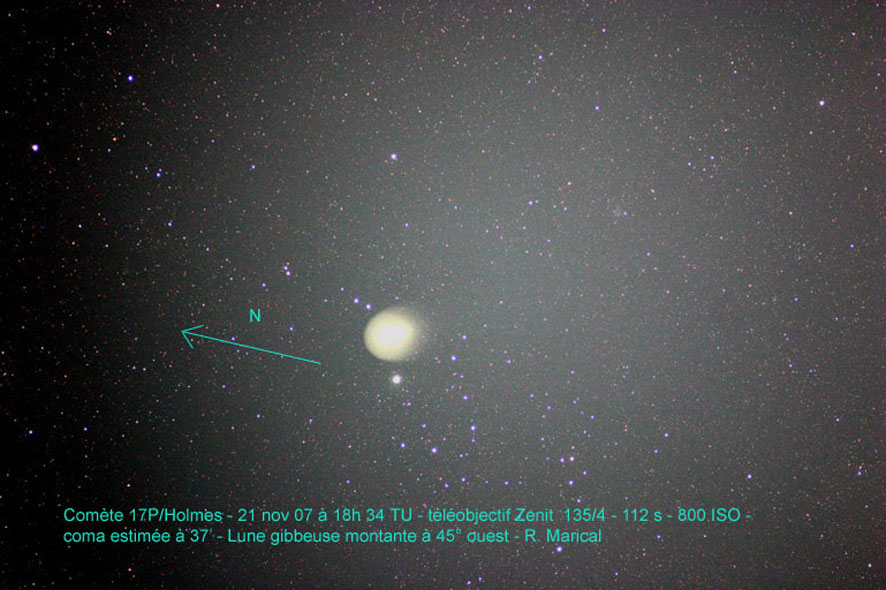 N
Comète 17P/Holmes - 21 nov 07 à 18h 34 TU - téléobjectif Zénit 135/4 - 112 s - 800 ISO -
coma estimée à 37' - Lune gibbeuse montante à 45° ouest - R. Marical